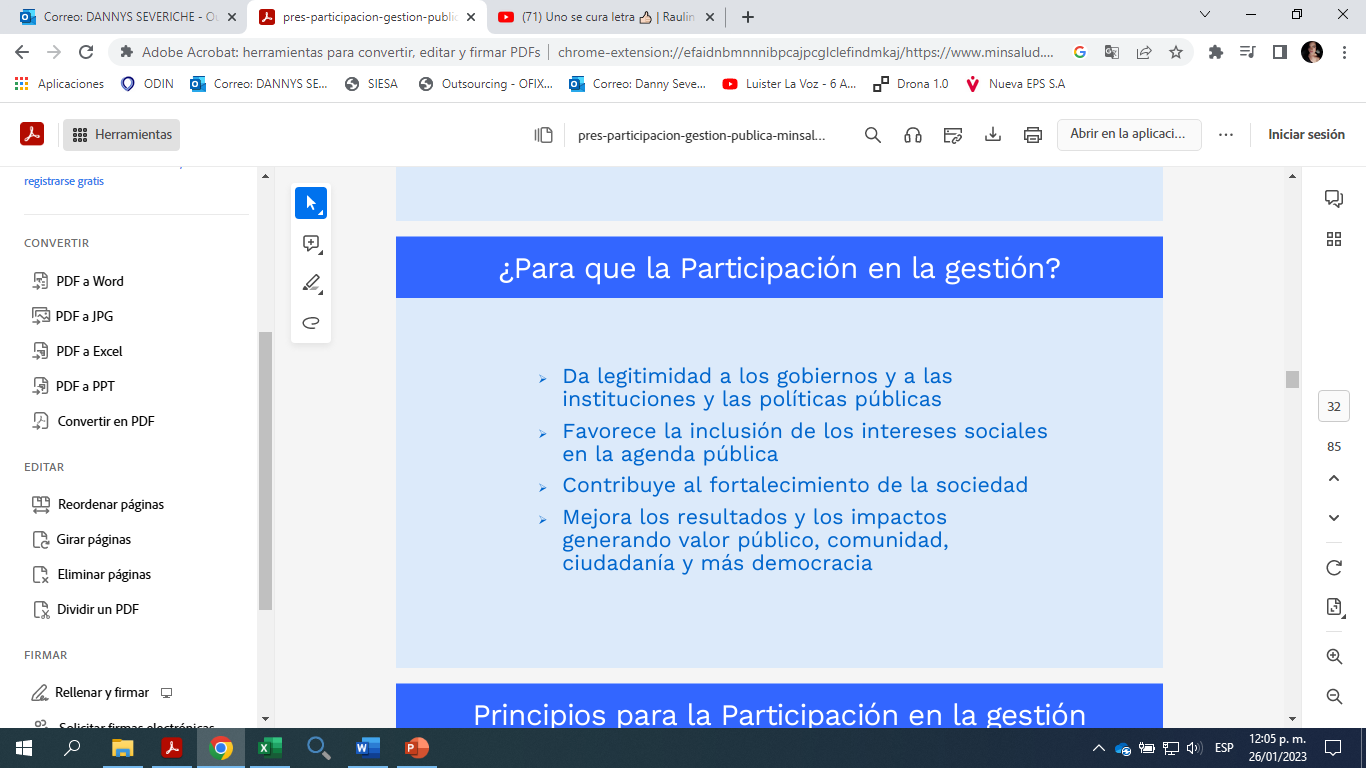 Correo: DANNYS SEVERICHE - Ou
pres-participacion-gestion-public
(71) Uno se cura letra 👍🏻 | Raulin
Adobe Acrobat: herramientas para convertir, editar y firmar PDFs | chrome-extension://efaidnbmnnnibpcajpcglclefindmkaj/https://www.minsalud....
Aplicaciones
ODIN
Correo: DANNYS SE...
SIESA
Outsourcing - OFIX...
Correo: Danny Seve...
Luister La Voz - 6 A...
Drona 1.0
Nueva EPS S.A
Herramientas
pres-participacion-gestion-publica-minsal...
Abrir en la aplicaci...
Iniciar sesión
registrarse gratis
CONVERTIR
PDF a Word
PDF a JPG
PDF a Excel
PDF a PPT
Convertir en PDF
EDITAR
Reordenar páginas
Girar páginas
Eliminar páginas
Dividir un PDF
FIRMAR
Rellenar y firmar
Solicitar firmas electrónicas
¿Para que la Participación en la gestión?
Da legitimidad a los gobiernos y a las
instituciones y las políticas públicas
Favorece la inclusión de los intereses sociales
en la agenda pública
Contribuye al fortalecimiento de la sociedad
Mejora los resultados y los impactos
generando valor público, comunidad,
ciudadanía y más democracia
Principios para la Participación en la gestión
32
85
ESP
12:05 p. m.
26/01/2023